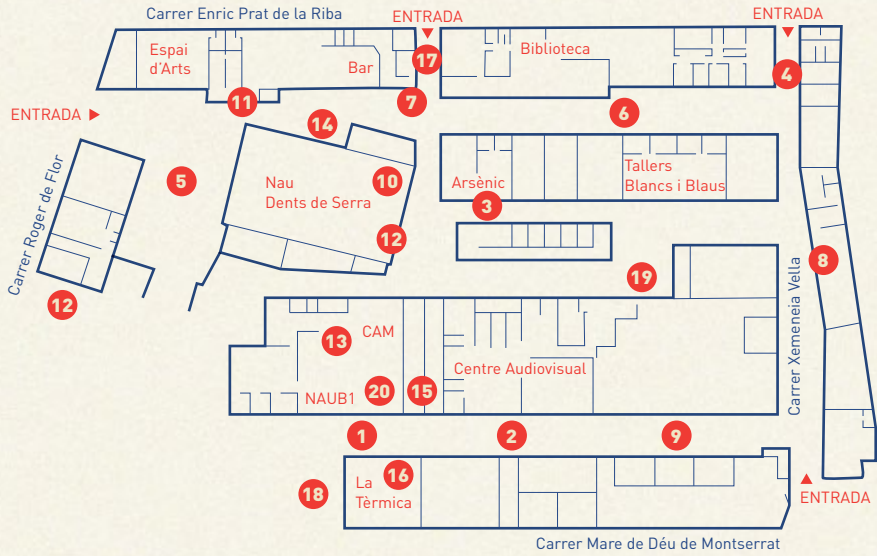 Carrer Enric Prat de la Riba
ENTRADA
ENTRADA
Espai
d'Arts
Bar
17
Biblioteca
4
11
7
6
ENTRADA
14
5
Nau
Dents de Serra
10
Arsènic
3
Tallers
Blancs i Blaus
Carrer Roger de Flor
12
12
19
8
Carrer Xemeneia Vella
13
CAM
Centre Audiovisual
NAUB1
20
15
1
2
9
18
La
Tèrmica
16
ENTRADA
Carrer Mare de Déu de Montserrat